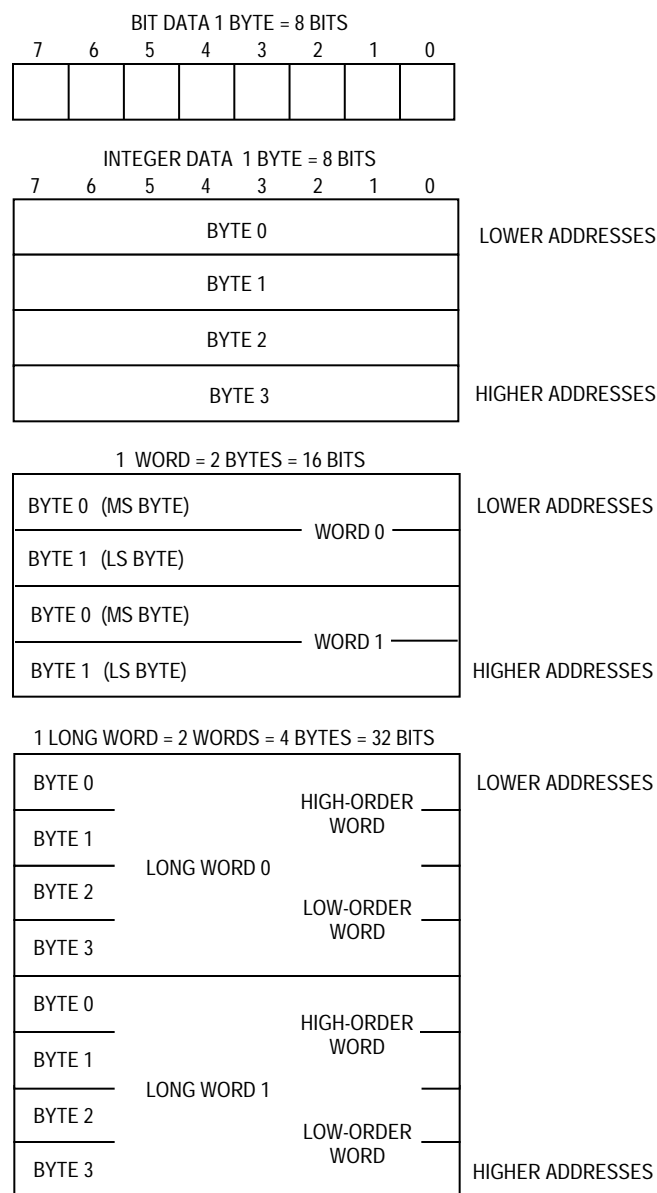 BIT DATA 1 BYTE = 8 BITS
7 6 5 4 3 2 1 0
INTEGER DATA 1 BYTE = 8 BITS
7 6 5 4 3 2 1 0
BYTE 0 LOWER ADDRESSES
BYTE 1
BYTE 2
BYTE 3 HIGHER ADDRESSES
1 WORD = 2 BYTES = 16 BITS
BYTE 0 (MS BYTE) LOWER ADDRESSES
WORD 0
BYTE 1 (LS BYTE)
BYTE 0 (MS BYTE)
WORD 1
BYTE 1 (LS BYTE) HIGHER ADDRESSES
1 LONG WORD = 2 WORDS = 4 BYTES = 32 BITS
BYTE 0 LOWER ADDRESSES
HIGH-ORDER
WORD
BYTE 1
LONG WORD 0
BYTE 2
LOW-ORDER
WORD
BYTE 3
BYTE 0
HIGH-ORDER
WORD
BYTE 1
LONG WORD 1
BYTE 2
LOW-ORDER
WORD
BYTE 3 HIGHER ADDRESSES